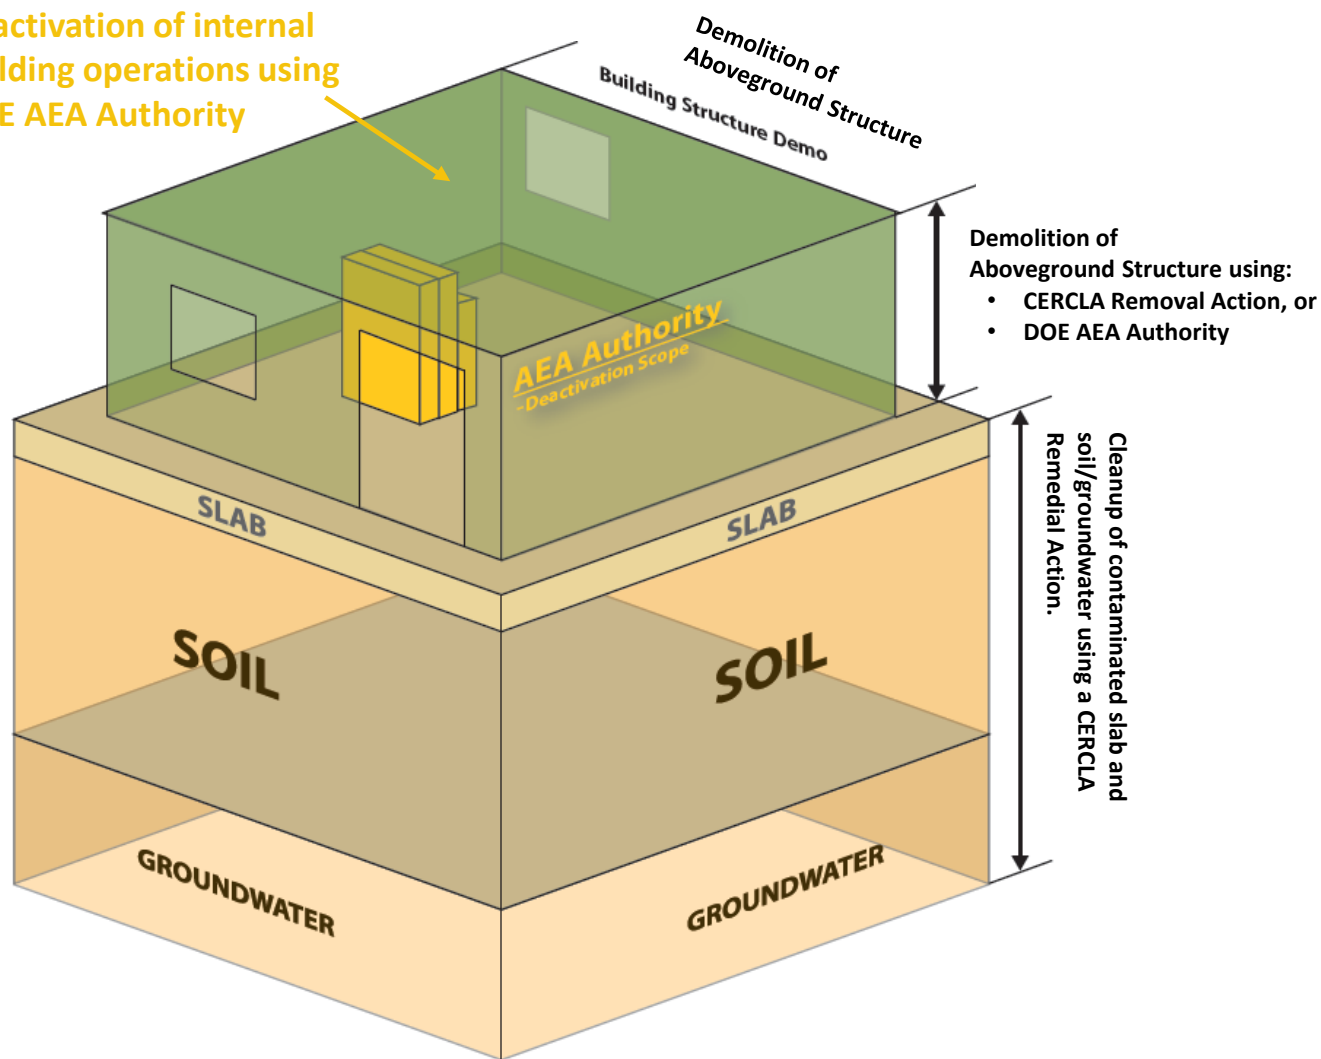 activation of internal
lding operations using
E AEA Authority
Demolition of
Aboveground Structure
Building Structure Demo
Demolition of
Aboveground Structure using:
• CERCLA Removal Action, or
• DOE AEA Authority
AEA Authority
-Deactivation Scope
Cleanup of contaminated slab and
soil/groundwater using a CERCLA
Remedial Action.
SLAB
SLAB
SOIL
SOIL
GROUNDWATER
GROUNDWATER